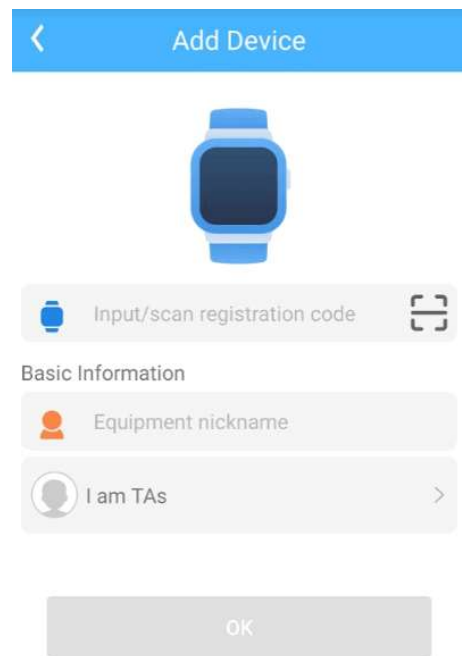 Add Device
Input/scan registration code
Basic Information
Equipment nickname
I am TAs
OK